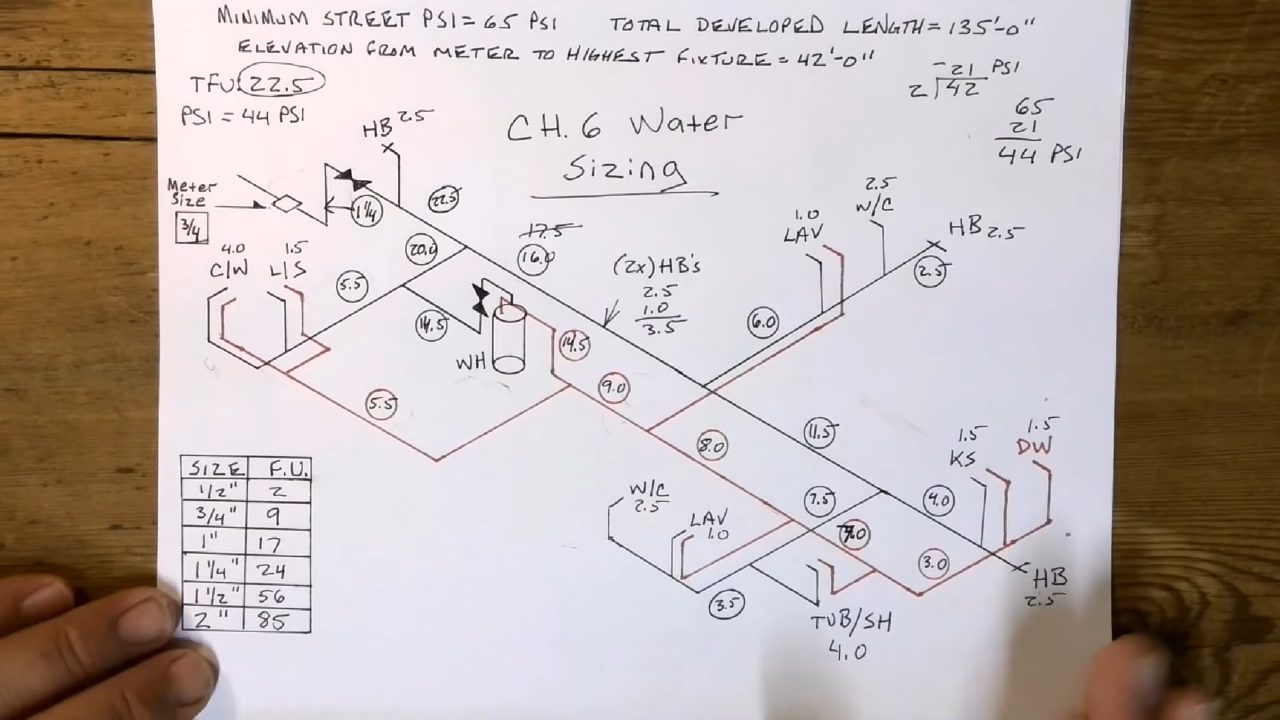 MINIMUM STREET PSI = 65 PSI TOTAL DEVELOPED LENGTH = 135'-0"
ELEVATION FROM METER TO HIGHEST FIXTURE = 42'-0"
TFU: 22.5
PSI = 44 PSI
21 PSI
2 42
65
21
44 PSI
CH. 6 Water
Sizing
HB 2.5
Meter
Size
3/4
1 1/4
22.5
20.0
17.5
16.0
4.0
C/W
1.5
L/S
5.5
14.5
WH
(2x) HB's
2.5
1.0
3.5
1.0
LAV
2.5
W/C
HB 2.5
2.5
6.0
14.5
9.0
5.5
8.0
11.5
1.5
KS
1.5
DW
4.0
7.5
7.0
3.0
W/C
2.5
LAV
1.0
3.5
TUB/SH
4.0
HB
2.5
SIZE F.U.
1/2" 2
3/4" 9
1" 17
1 1/4" 24
1 1/2" 56
2" 85